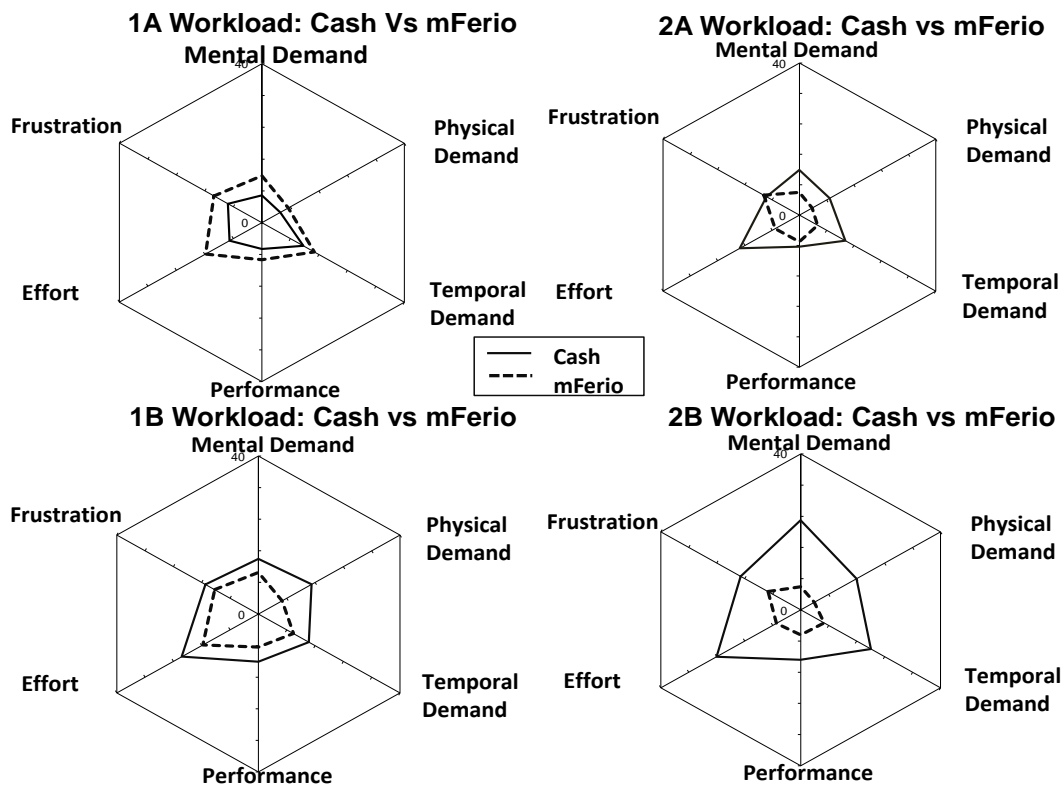 1A Workload: Cash Vs mFerio
Mental Demand
40
Frustration
Physical
Demand
0
Effort
Temporal
Demand
Performance
2A Workload: Cash vs mFerio
Mental Demand
40
Frustration
Physical
Demand
0
Effort
Temporal
Demand
Performance
Cash
mFerio
1B Workload: Cash vs mFerio
Mental Demand
40
Frustration
Physical
Demand
0
Effort
Temporal
Demand
Performance
2B Workload: Cash vs mFerio
Mental Demand
40
Frustration
Physical
Demand
0
Effort
Temporal
Demand
Performance